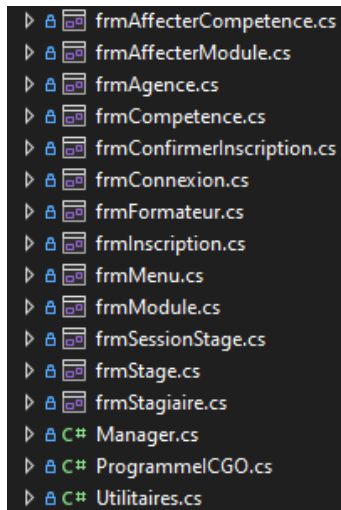 frmAffecterCompetence.cs
frmAffecterModule.cs
frmAgence.cs
frmCompetence.cs
frmConfirmerInscription.cs
frmConnexion.cs
frmFormateur.cs
frmInscription.cs
frmMenu.cs
frmModule.cs
frmSessionStage.cs
frmStage.cs
frmStagiaire.cs
C# Manager.cs
C# ProgrammeICGO.cs
C# Utilitaires.cs